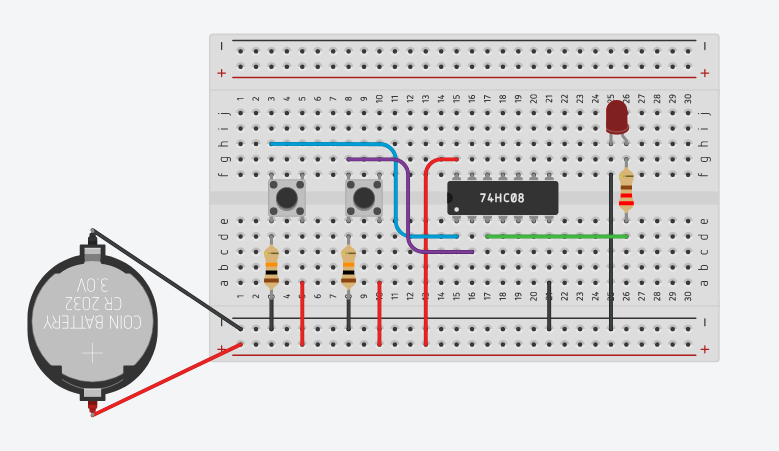 − −
+ +
1 2 3 4 5 6 7 8 9 10 11 12 13 14 15 16 17 18 19 20 21 22 23 24 25 26 27 28 29 30
j j
i i
h h
g g
f f
74HC08
e e
d d
c c
b b
a a
1 2 3 4 5 6 7 8 9 10 11 12 13 14 15 16 17 18 19 20 21 22 23 24 25 26 27 28 29 30
− −
+ +
COIN BATTERY
CR 2032
3.0V